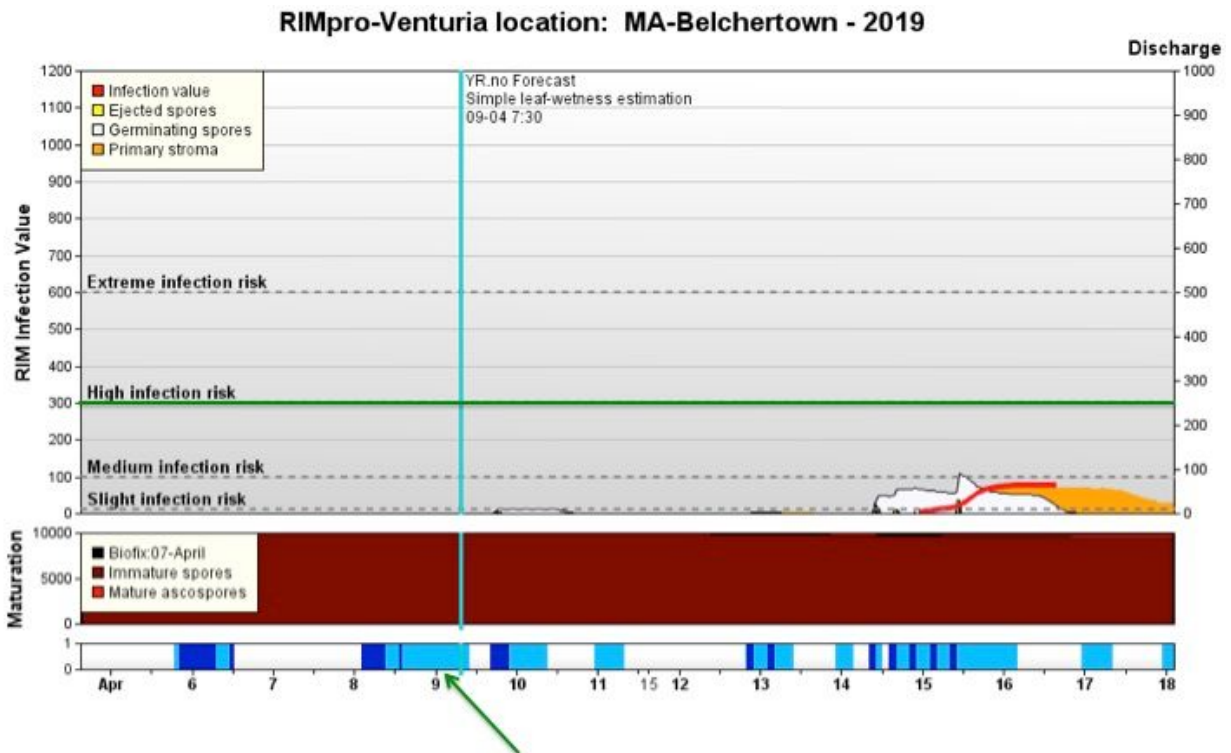 RIMpro-Venturia location: MA-Belchertown - 2019
Discharge
YR.no Forecast
Simple leaf-wetness estimation
09-04 7:30
Infection value
Ejected spores
Germinating spores
Primary stroma
RIM Infection Value
1200
1100
1000
900
800
700
600
500
400
300
200
100
0
1000
900
800
700
600
500
400
300
200
100
0
Extreme infection risk
High infection risk
Medium infection risk
Slight infection risk
Maturation
10000
5000
0
Biofix:07-April
Immature spores
Mature ascospores
1
0
Apr 6 7 8 9 10 11 15 12 13 14 15 16 17 18